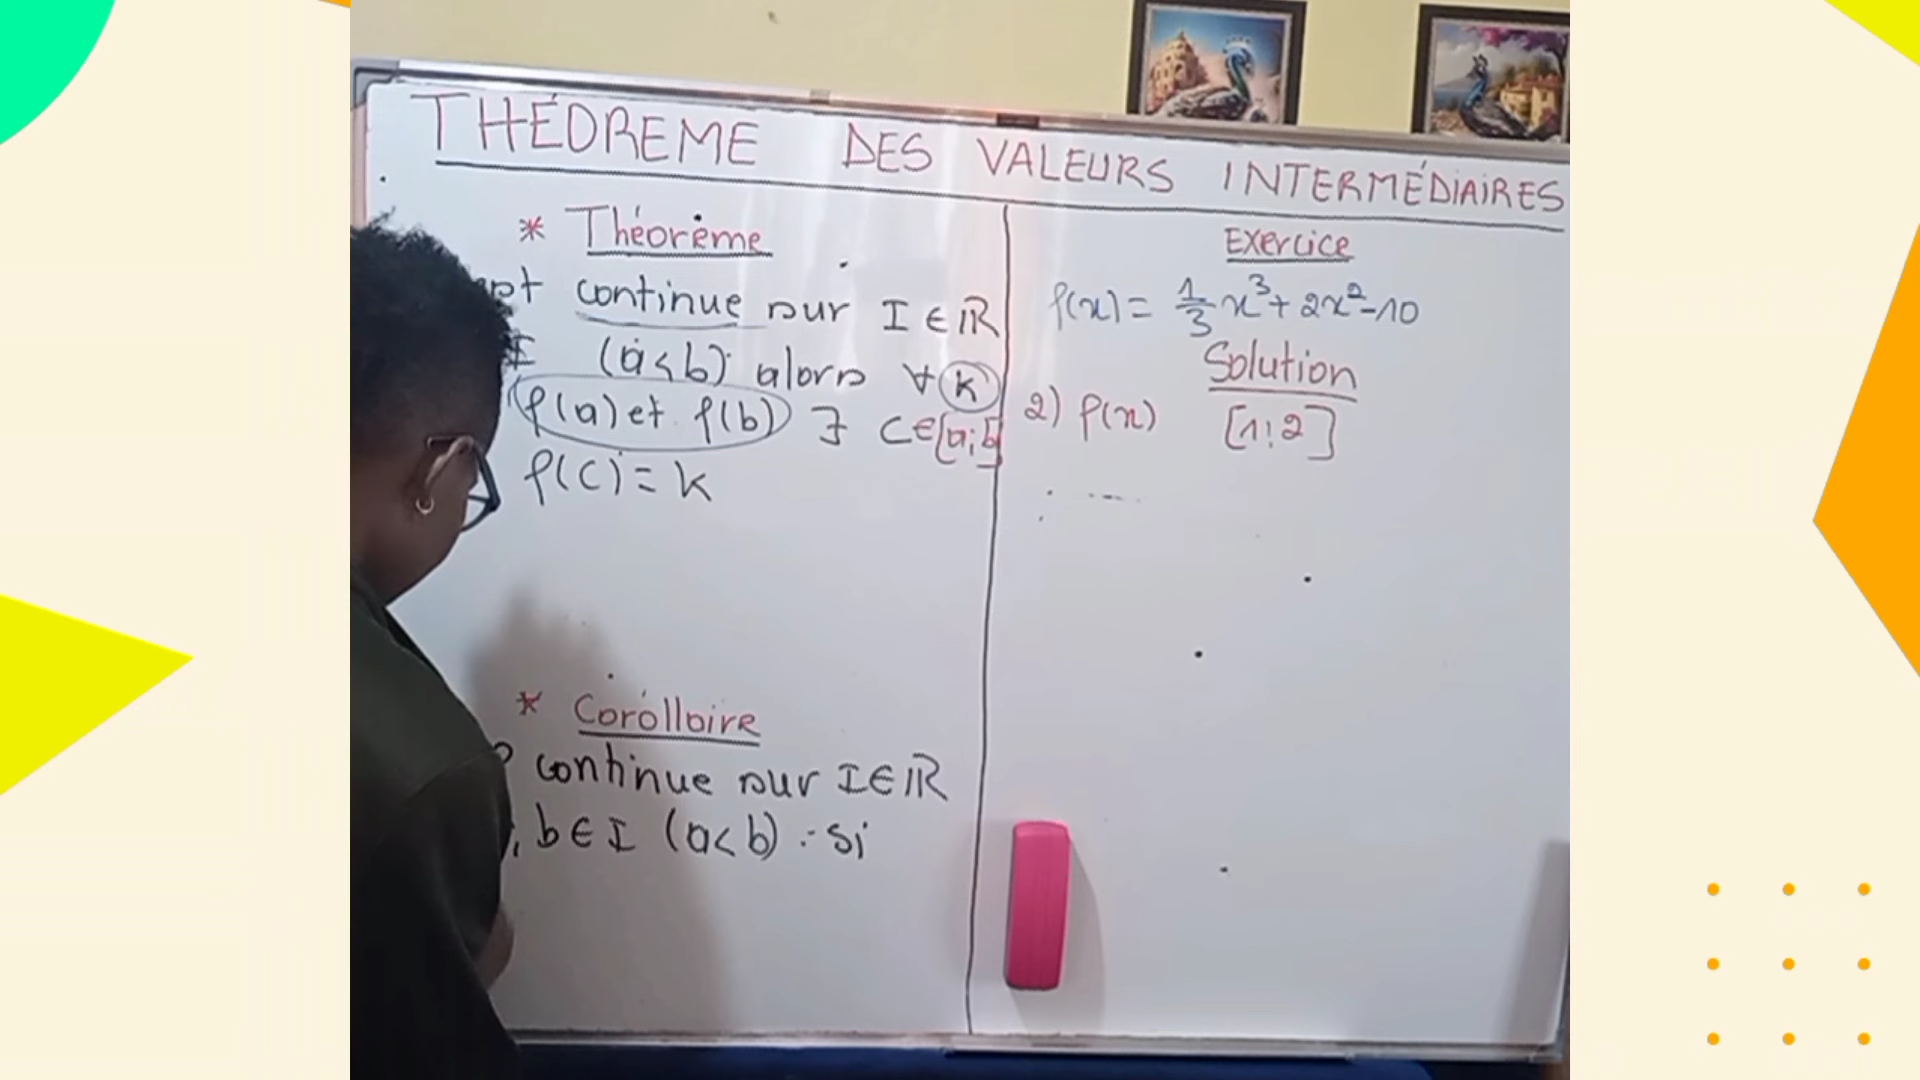 THÉOREME DES VALEURS INTERMÉDIAIRES
* Théorème
continue sur I ∈ ℝ
I (a<b) alors ∀ k
f(a) et f(b) ∃ c∈[a;b]
f(c) = k
* Corollaire
continue sur I∈ℝ
, b∈I (a<b) : si
Exercice
f(x) = 1/3 x³ + 2x² - 10
Solution
2) f(x) [1;2]